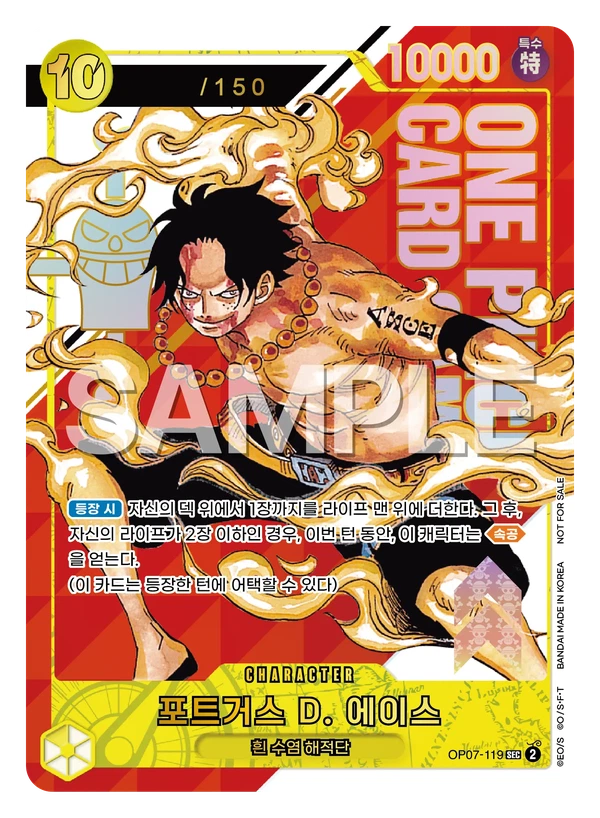 10
/150
10000
특수
特
ONE PIECE
CARD GAME
ASCE
SAMPLE
등장 시 자신의 덱 위에서 1장까지를 라이프 맨 위에 더한다. 그 후,
자신의 라이프가 2장 이하인 경우, 이번 턴 동안, 이 캐릭터는 속공
을 얻는다.
(이 카드는 등장한 턴에 어택할 수 있다)
CHARACTER
포트거스 D. 에이스
흰 수염 해적단
OP07-119 SEC 2
©EO/S ©O/S·F·T BANDAI MADE IN KOREA NOT FOR SALE